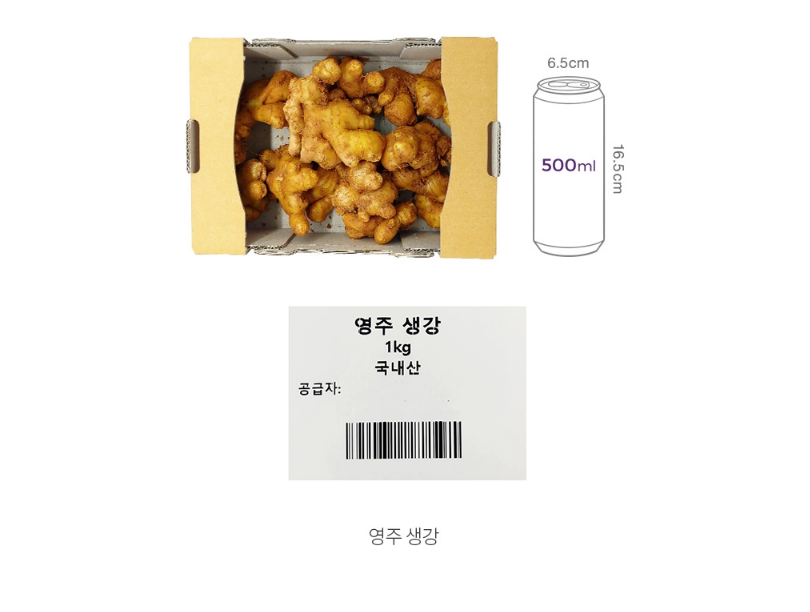 6.5cm
500ml
16.5cm
영주 생강
1kg
국내산
공급자:
영주 생강